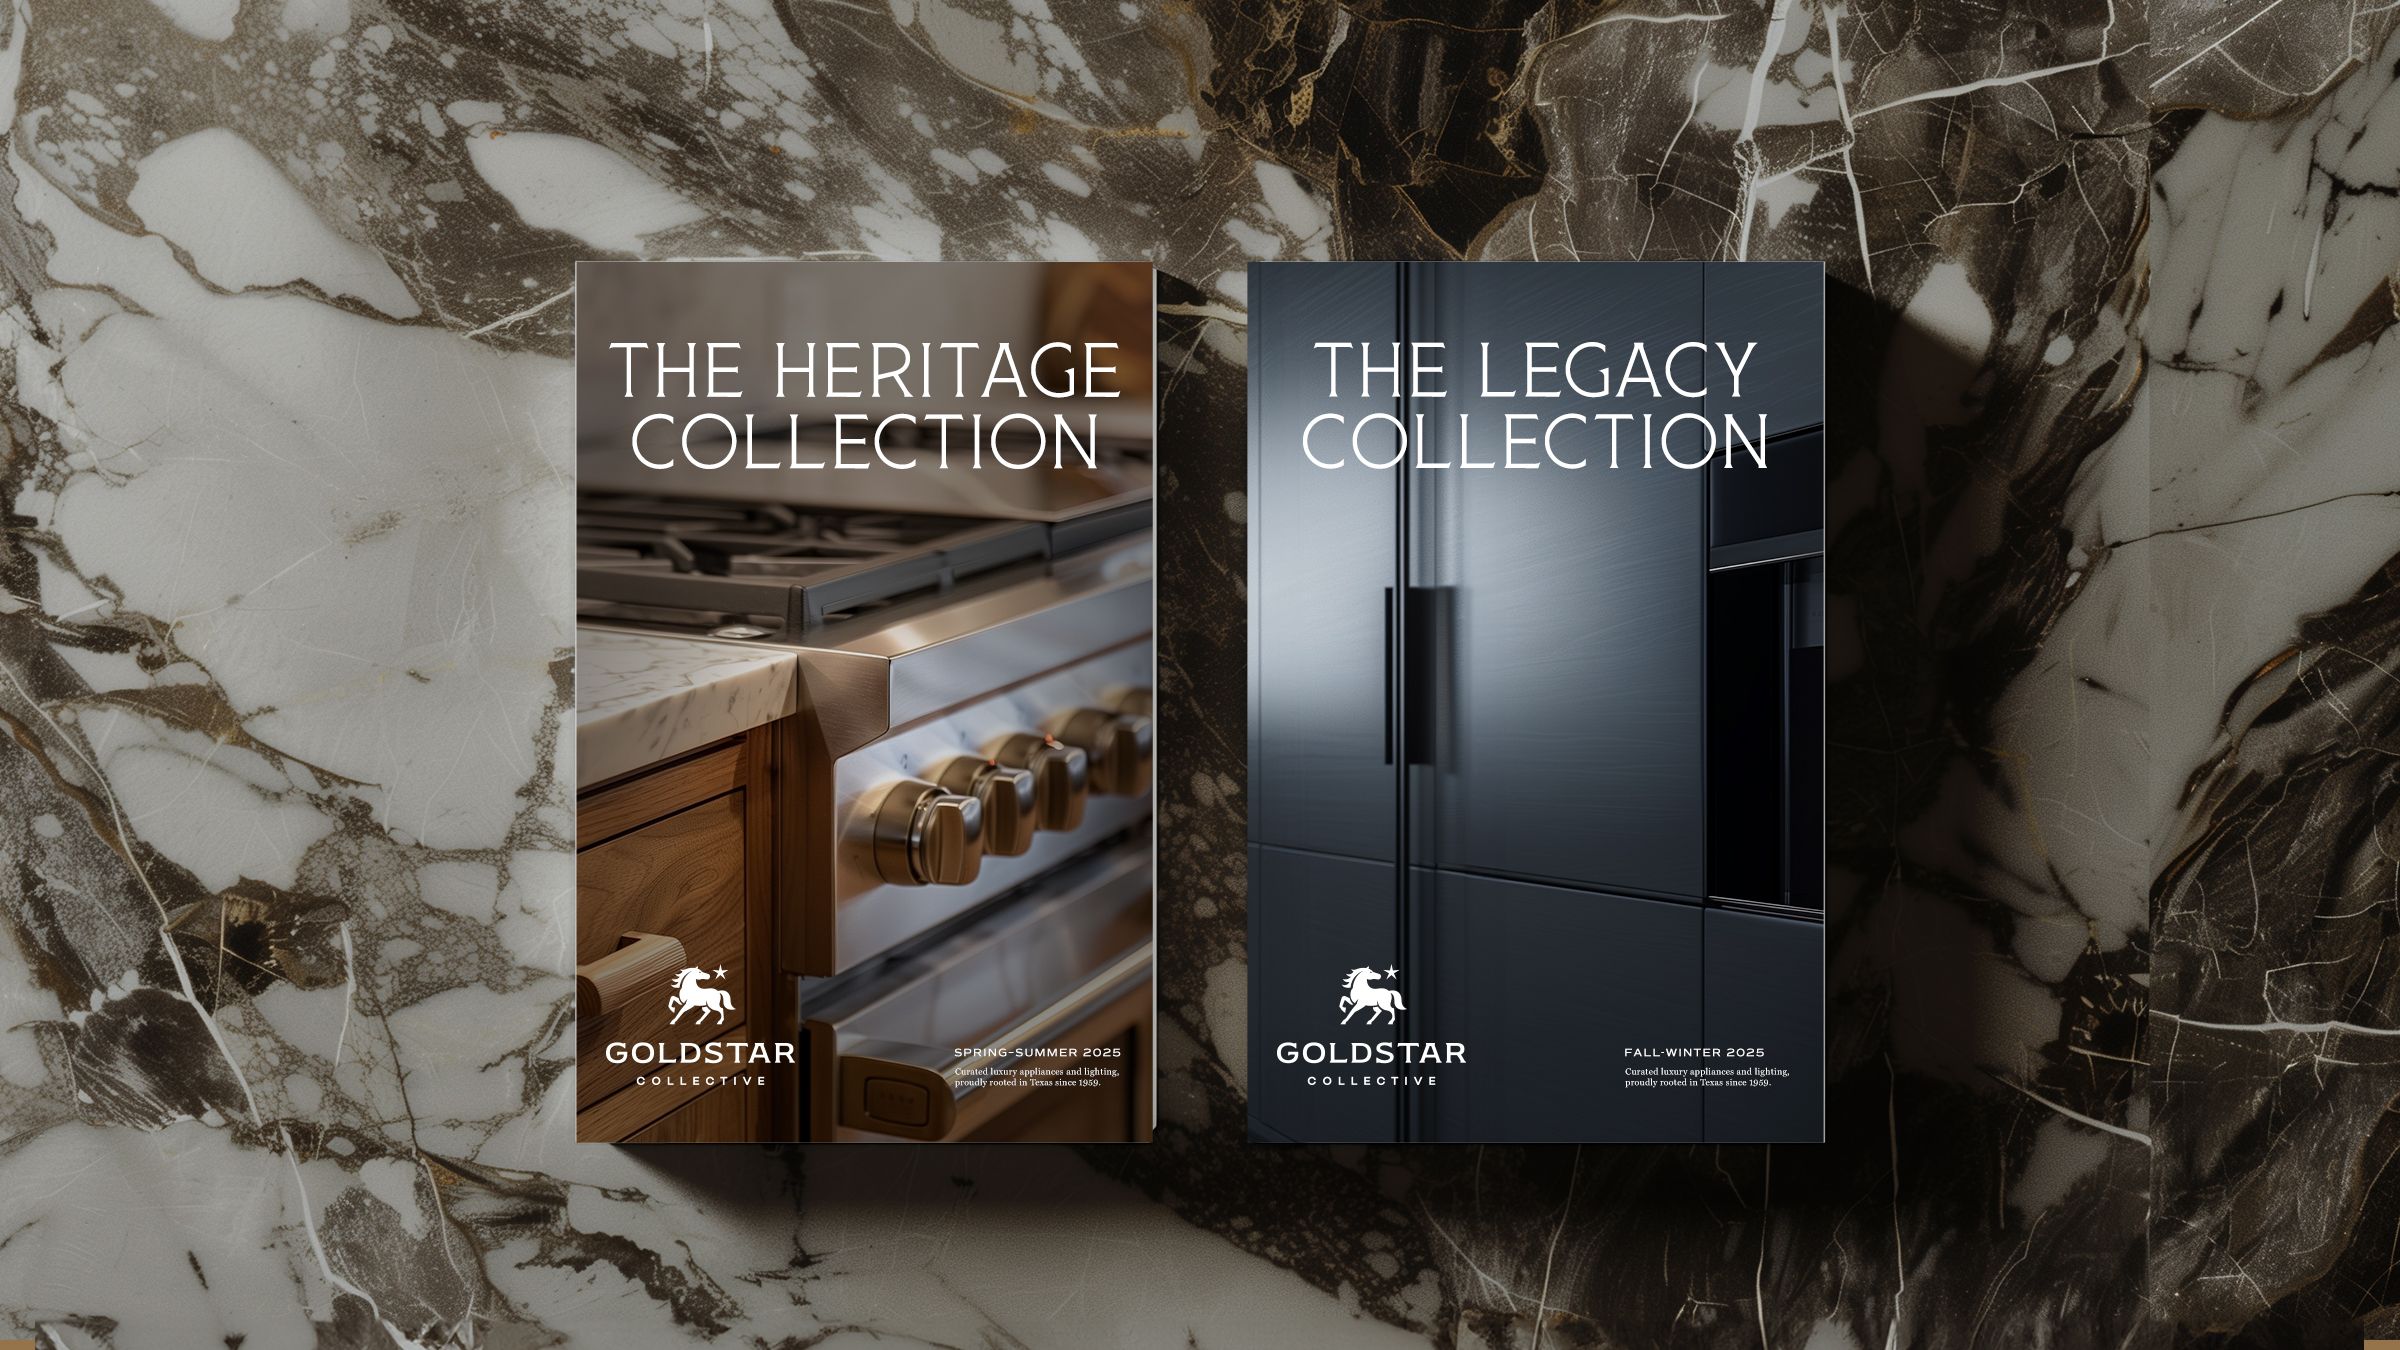 THE HERITAGE
COLLECTION
GOLDSTAR
COLLECTIVE
SPRING-SUMMER 2025
Curated luxury appliances and lighting,
proudly rooted in Texas since 1959.
THE LEGACY
COLLECTION
GOLDSTAR
COLLECTIVE
FALL-WINTER 2025
Curated luxury appliances and lighting,
proudly rooted in Texas since 1959.